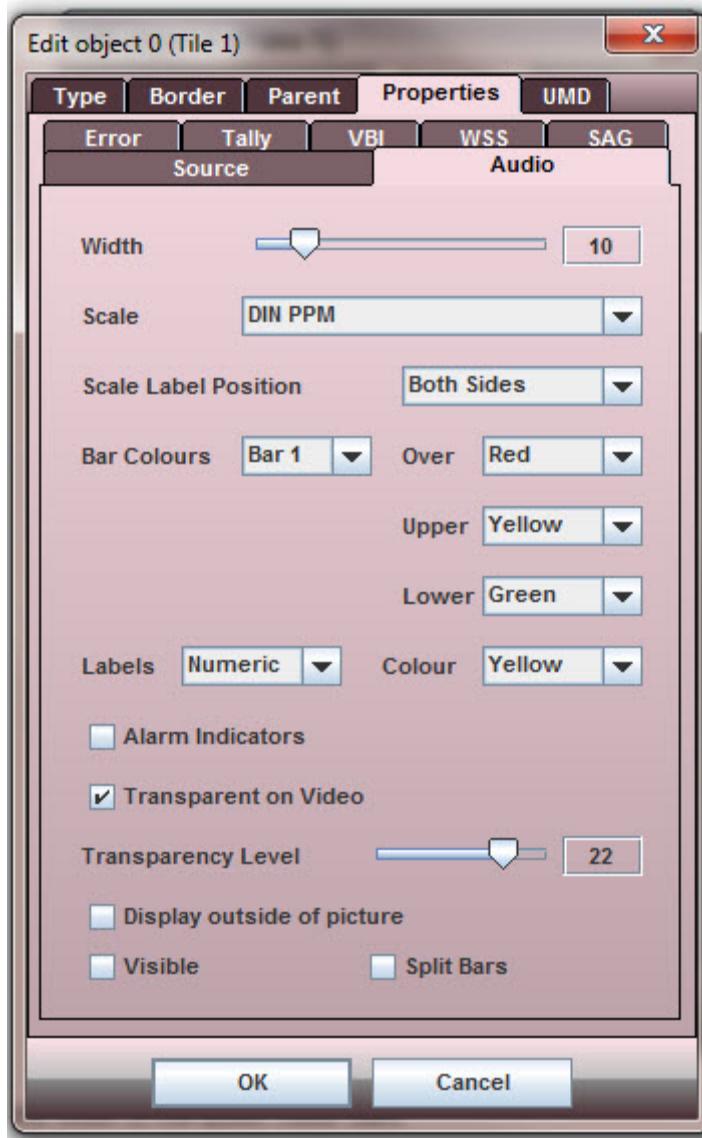 Edit object 0 (Tile 1)
Type Border Parent Properties UMD
Error Tally VBI WSS SAG
Source Audio
Width 10
Scale DIN PPM
Scale Label Position Both Sides
Bar Colours Bar 1 Over Red
Upper Yellow
Lower Green
Labels Numeric Colour Yellow
Alarm Indicators
Transparent on Video
Transparency Level 22
Display outside of picture
Visible Split Bars
OK Cancel